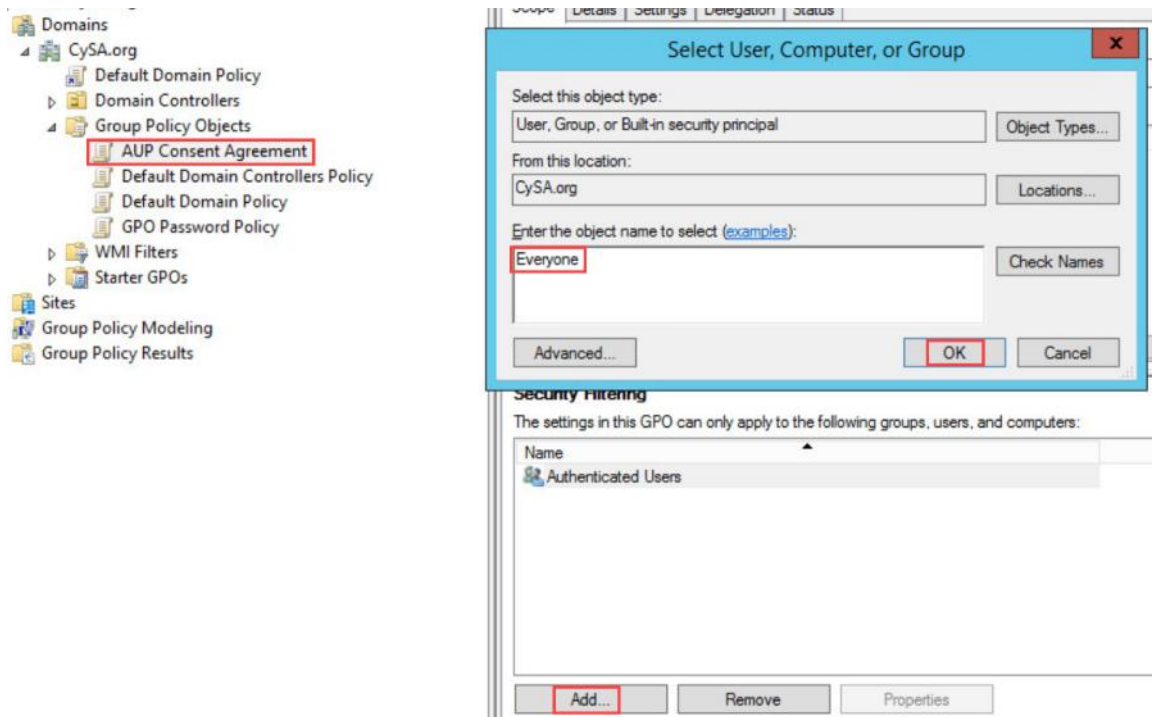 Domains
CySA.org
Default Domain Policy
Domain Controllers
Group Policy Objects
AUP Consent Agreement
Default Domain Controllers Policy
Default Domain Policy
GPO Password Policy
WMI Filters
Starter GPOs
Sites
Group Policy Modeling
Group Policy Results
Scope Details Settings Delegation Status
Select User, Computer, or Group
x
Select this object type:
User, Group, or Built-in security principal Object Types...
From this location:
CySA.org Locations...
Enter the object name to select (examples):
Everyone Check Names
Advanced... OK Cancel
Security Filtering
The settings in this GPO can only apply to the following groups, users, and computers:
Name
Authenticated Users
Add... Remove Properties